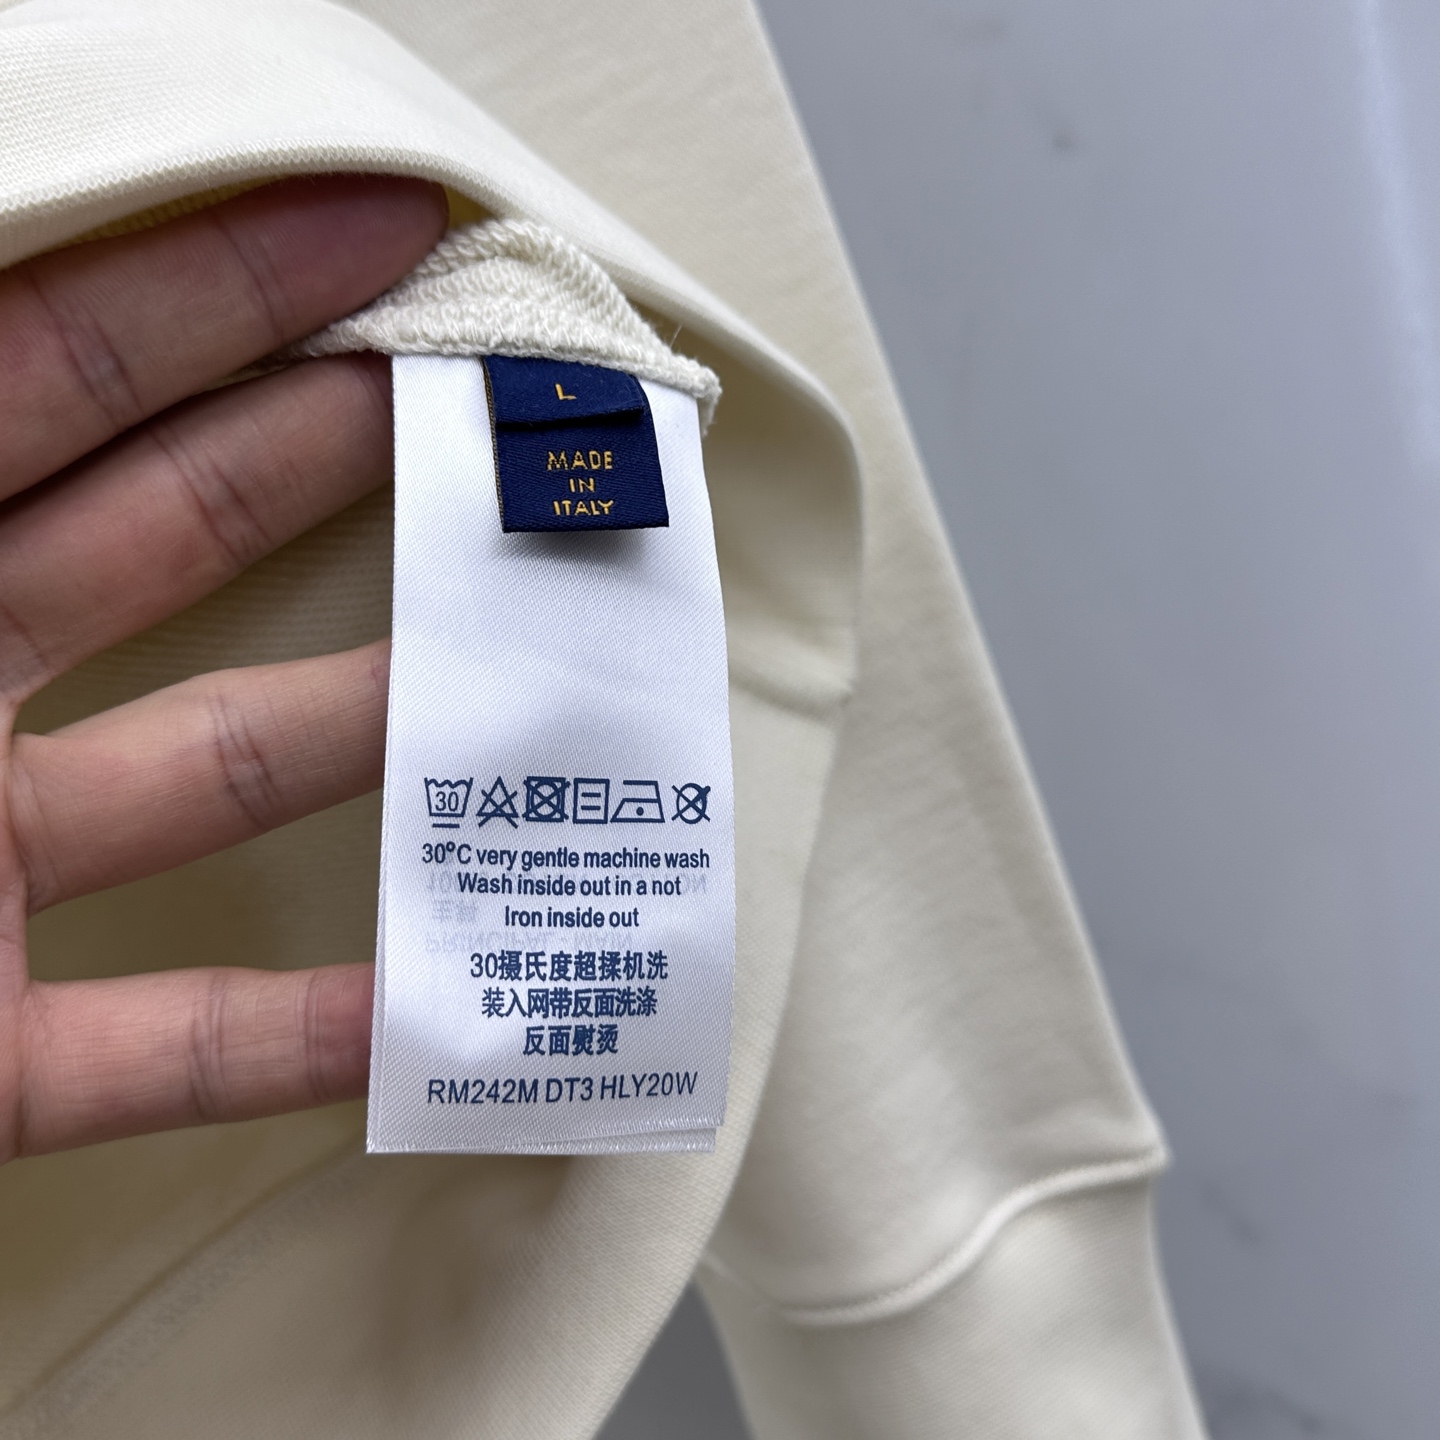 L
MADE
IN
ITALY
30
30°C very gentle machine wash
Wash inside out in a not
Iron inside out
30摄氏度超揉机洗
装入网带反面洗涤
反面熨烫
RM242M DT3 HLY20W